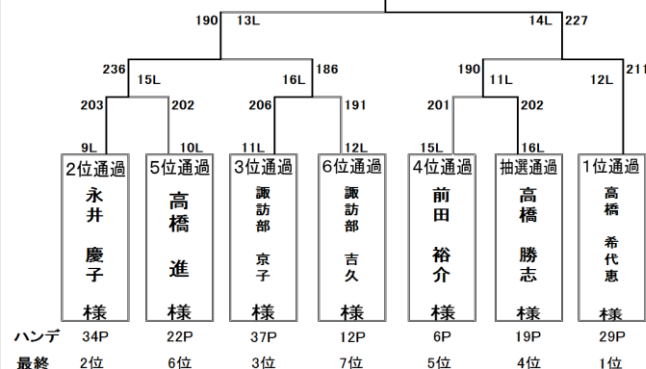 190 13L 14L 227
236 15L 16L 186 190 11L 12L 211
203 202 206 191 201 202
9L 10L 11L 12L 15L 16L
2位通過 5位通過 3位通過 6位通過 4位通過 抽選通過 1位通過
永井 慶子 様
高橋 進 様
諏訪部 京子 様
諏訪部 吉久 様
前田 裕介 様
高橋 勝志 様
高橋 希代恵 様
ハンデ 34P 22P 37P 12P 6P 19P 29P
最終 2位 6位 3位 7位 5位 4位 1位